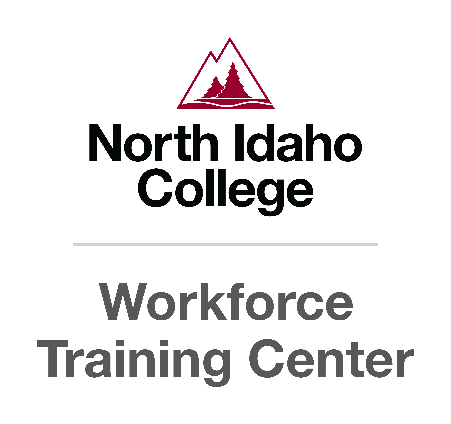 North Idaho
College
Workforce
Training Center